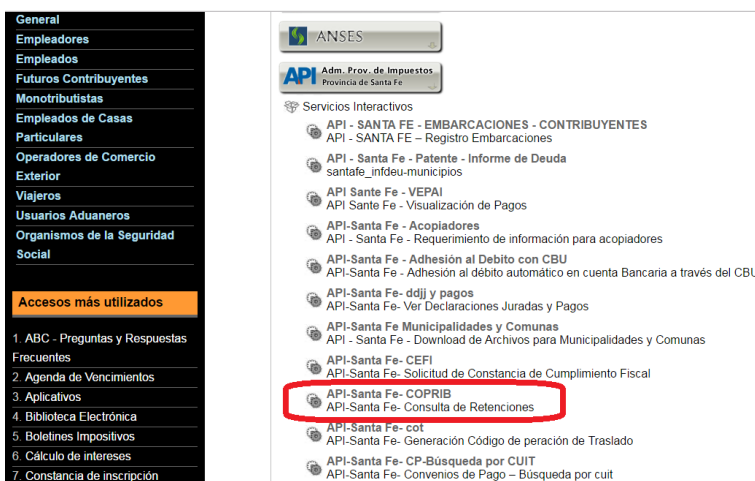 General
Empleadores
Empleados
Futuros Contribuyentes
Monotributistas
Empleados de Casas
Particulares
Operadores de Comercio
Exterior
Viajeros
Usuarios Aduaneros
Organismos de la Seguridad
Social
Accesos más utilizados
1. ABC - Preguntas y Respuestas
Frecuentes
2. Agenda de Vencimientos
3. Aplicativos
4. Biblioteca Electrónica
5. Boletines Impositivos
6. Cálculo de intereses
7. Constancia de inscripción
ANSES
API Adm. Prov. de Impuestos
Provincia de Santa Fe
Servicios Interactivos
API - SANTA FE - EMBARCACIONES - CONTRIBUYENTES
API - SANTA FE – Registro Embarcaciones
API - Santa Fe - Patente - Informe de Deuda
santafe_infdeu-municipios
API Sante Fe - VEPAI
API Sante Fe - Visualización de Pagos
API-Santa Fe - Acopiadores
API - Santa Fe - Requerimiento de información para acopiadores
API-Santa Fe - Adhesión al Debito con CBU
API-Santa Fe - Adhesión al débito automático en cuenta Bancaria a través del CBU
API-Santa Fe- ddjj y pagos
API-Santa Fe- Ver Declaraciones Juradas y Pagos
API-Santa Fe Municipalidades y Comunas
API - Santa Fe - Download de Archivos para Municipalidades y Comunas
API-Santa Fe- CEFI
API-Santa Fe- Solicitud de Constancia de Cumplimiento Fiscal
API-Santa Fe- COPRIB
API-Santa Fe- Consulta de Retenciones
API-Santa Fe- cot
API-Santa Fe- Generación Código de peración de Traslado
API-Santa Fe- CP-Búsqueda por CUIT
API-Santa Fe- Convenios de Pago – Búsqueda por cuit